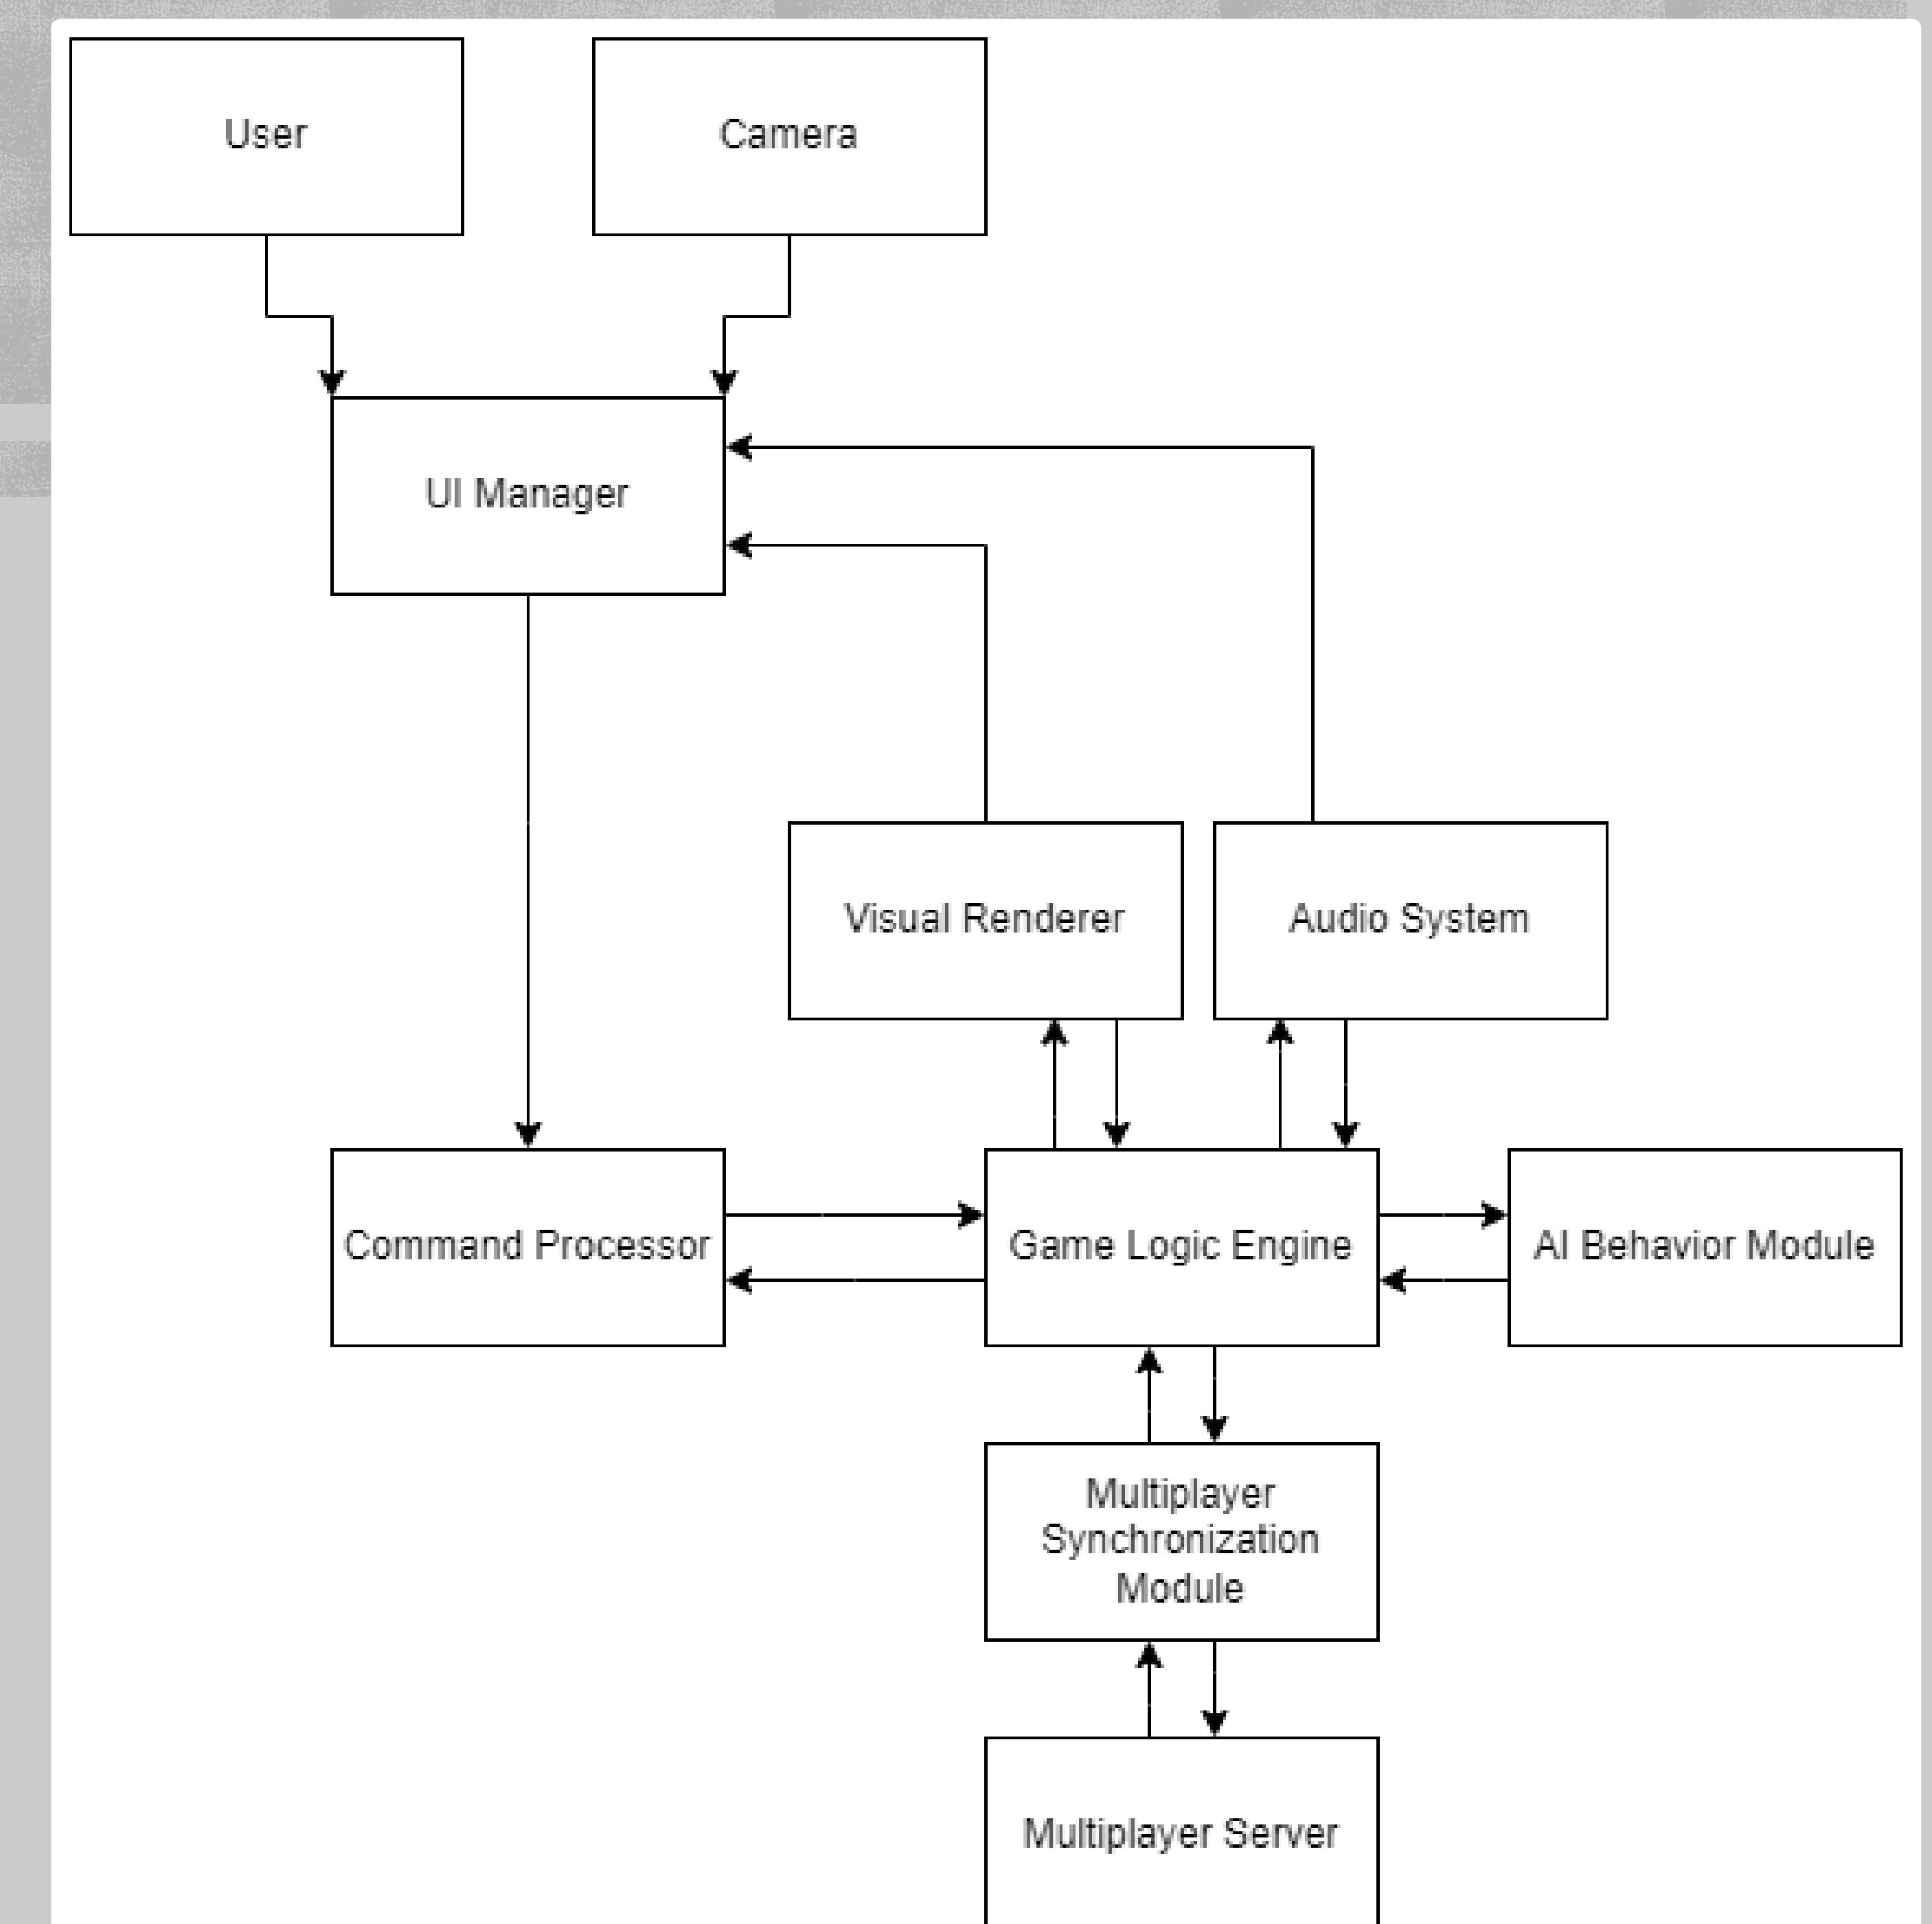 User
Camera
UI Manager
Visual Renderer
Audio System
Command Processor
Game Logic Engine
AI Behavior Module
Multiplayer
Synchronization
Module
Multiplayer Server